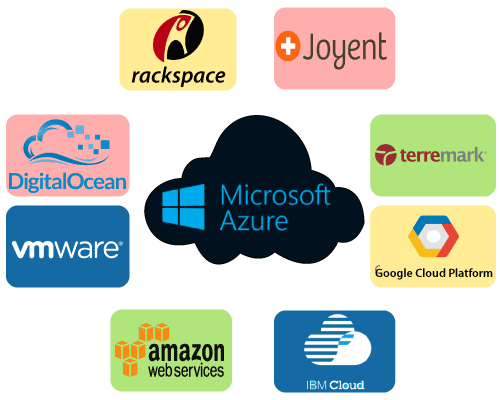 rackspace
Joyent
DigitalOcean
Microsoft
Azure
terremark
vmware®
Google Cloud Platform
amazon
web services
IBM Cloud